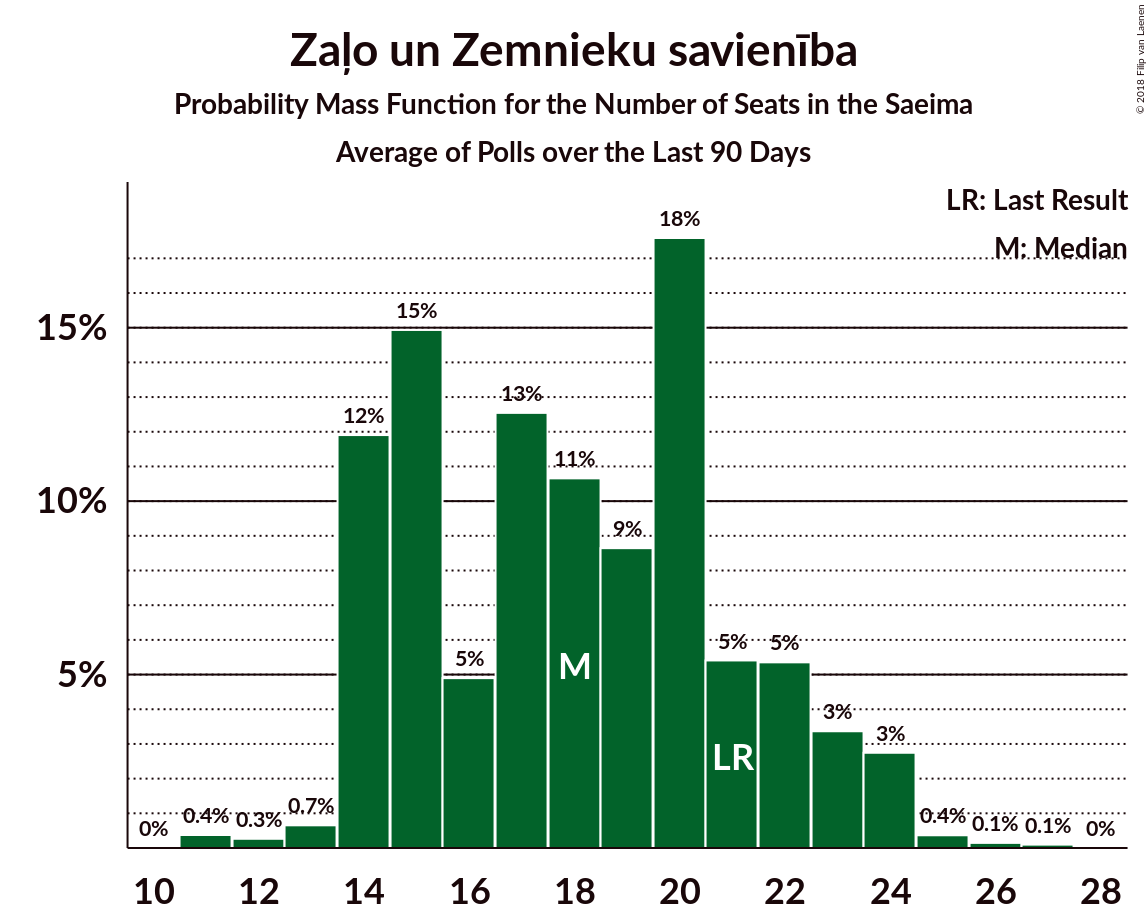 Zaļo un Zemnieku savienība
Probability Mass Function for the Number of Seats in the Saeima
Average of Polls over the Last 90 Days
© 2018 Filip van Laenen
LR: Last Result
M: Median
18%
15%
15%
13%
12%
11%
10%
9%
5%
5%
5%
5%
M
3%
3%
LR
0%
0.4%
0.3%
0.7%
0.4%
0.1%
0.1%
0%
10 12 14 16 18 20 22 24 26 28